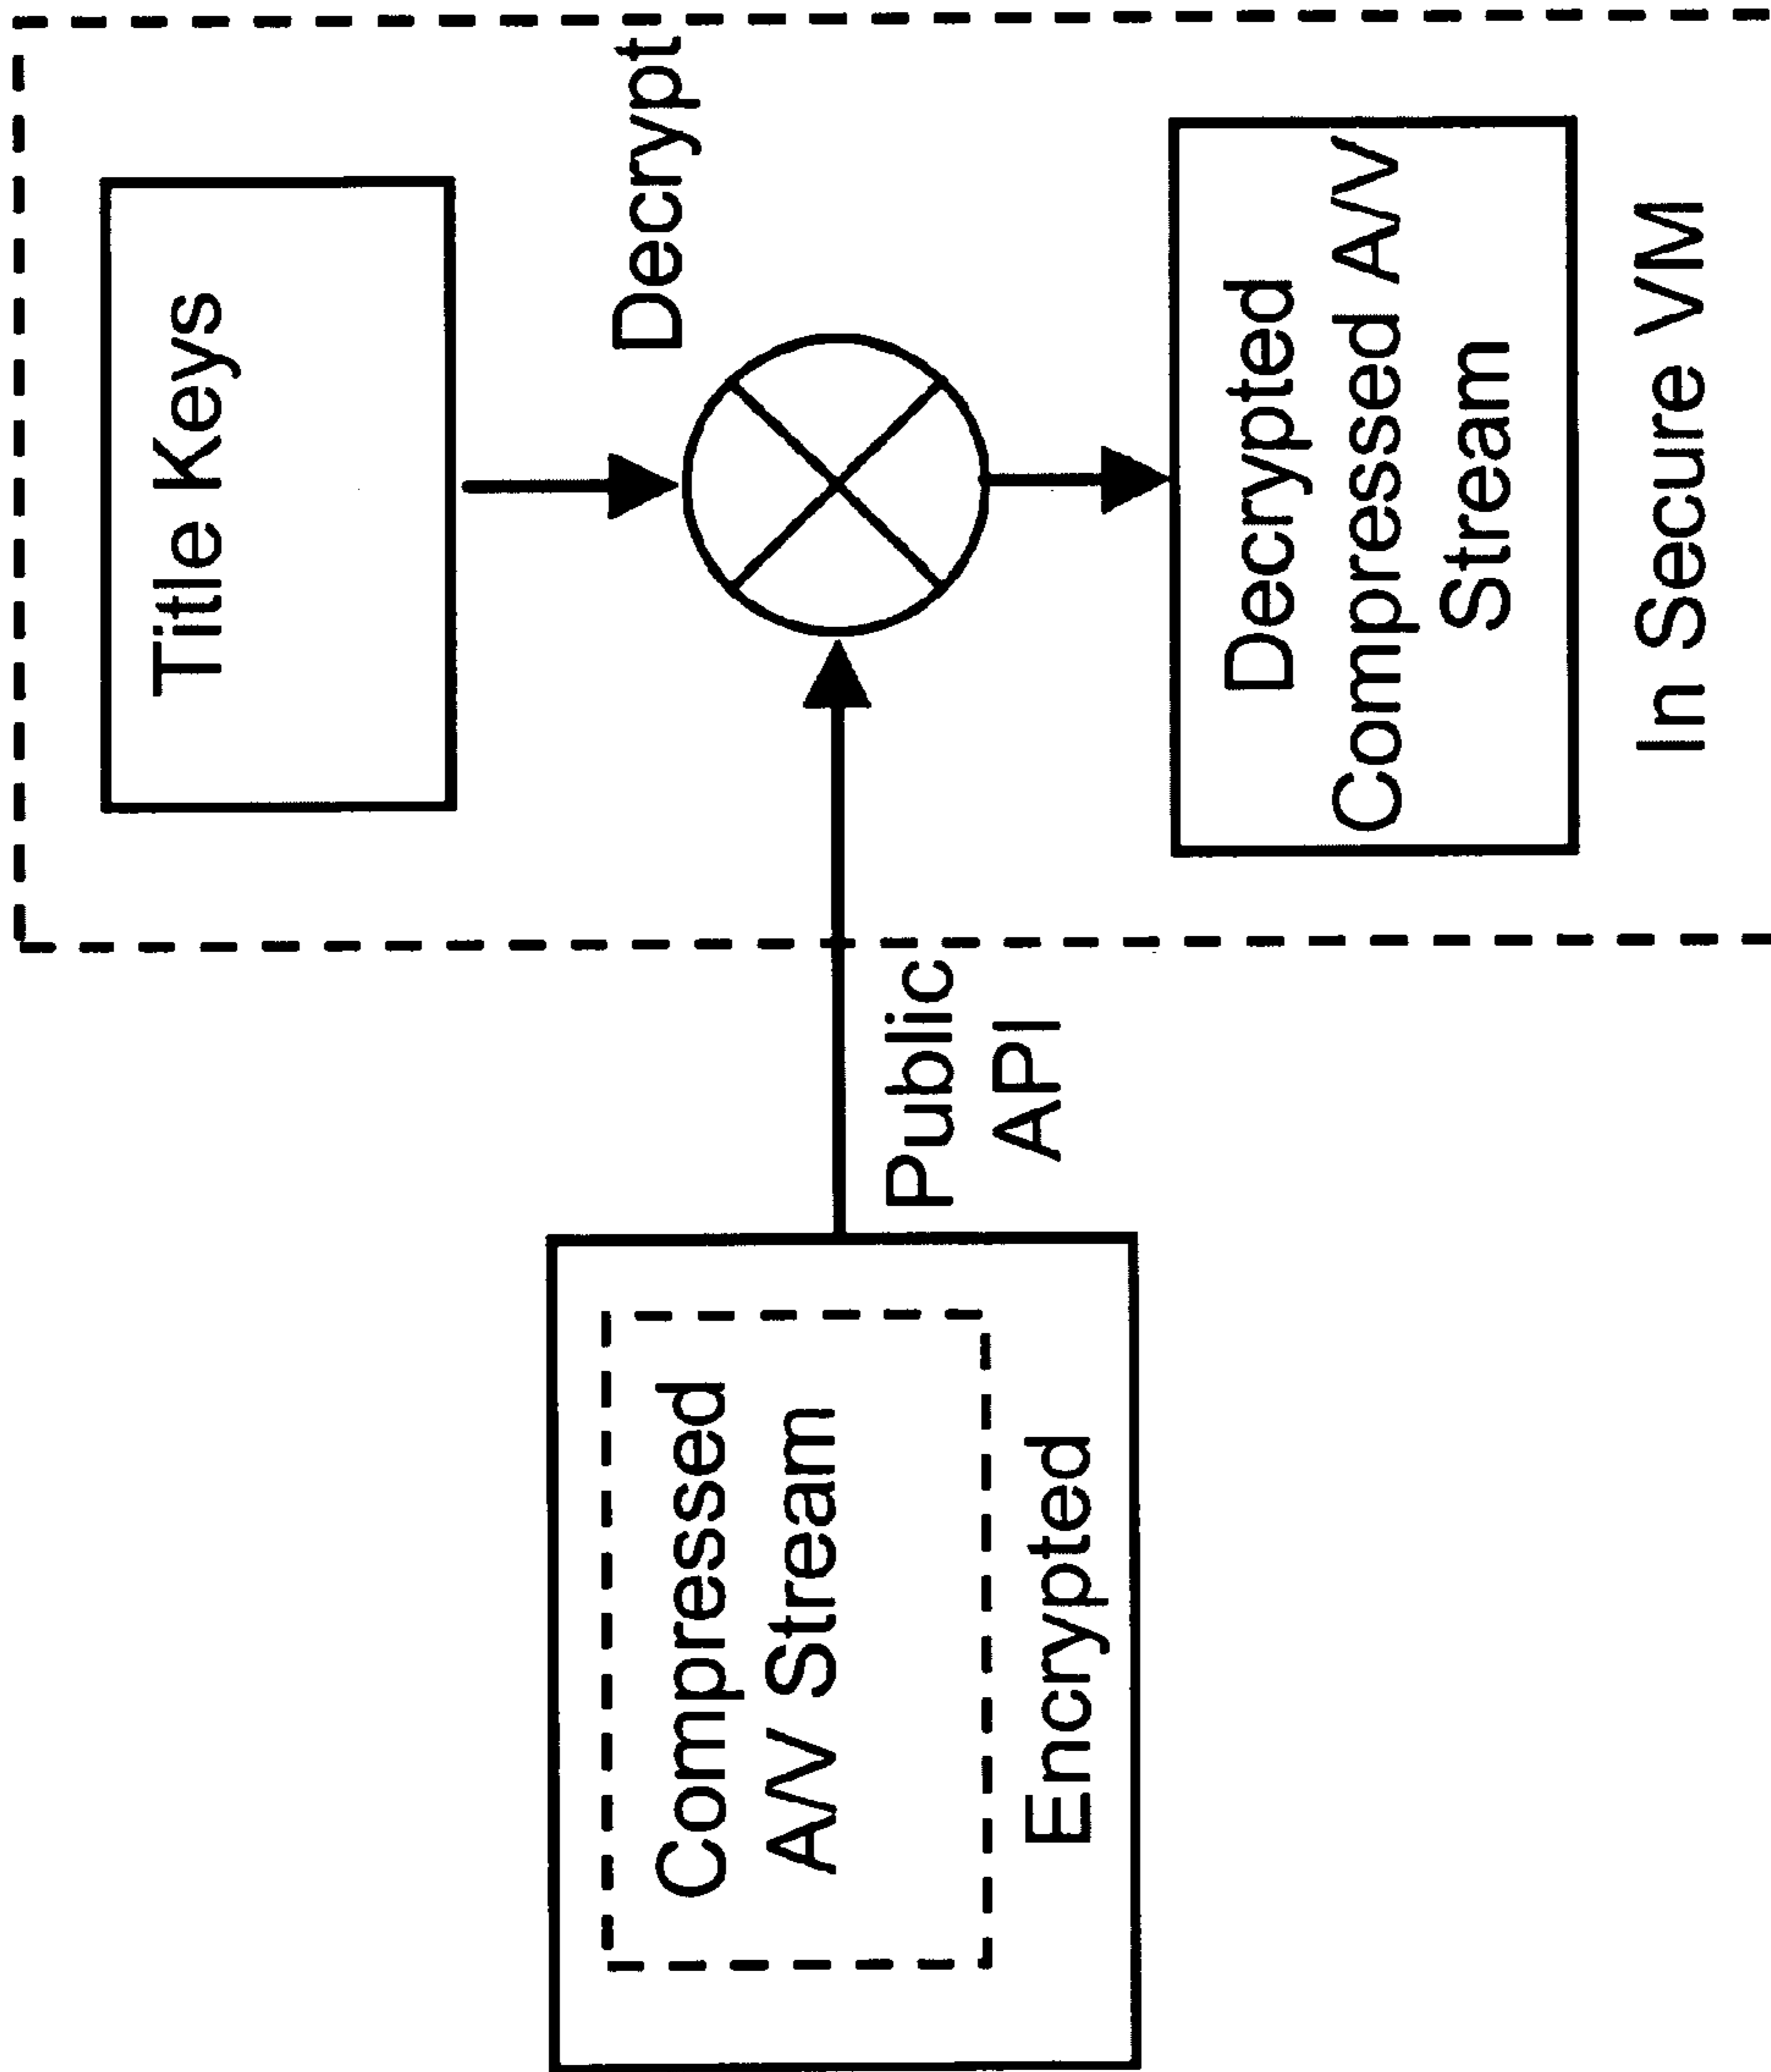 Title Keys
Decrypt
Decrypted
Compressed A/V
Stream
In Secure VM
Public
API
Compressed
A/V Stream
Encrypted